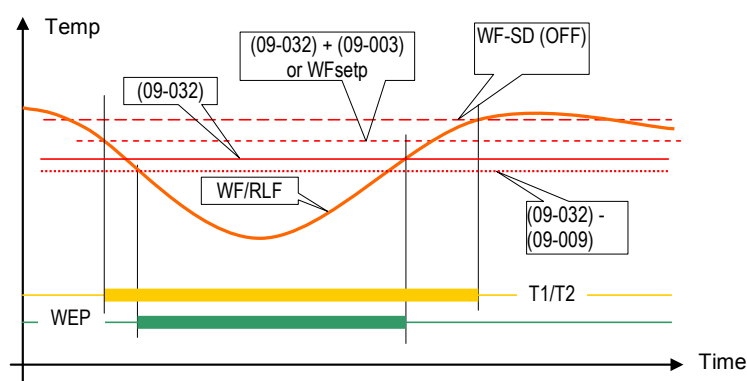 Temp
(09-032) + (09-003)
or WFsetp
WF-SD (OFF)
(09-032)
WF/RLF
(09-032) -
(09-009)
T1/T2
WEP
Time